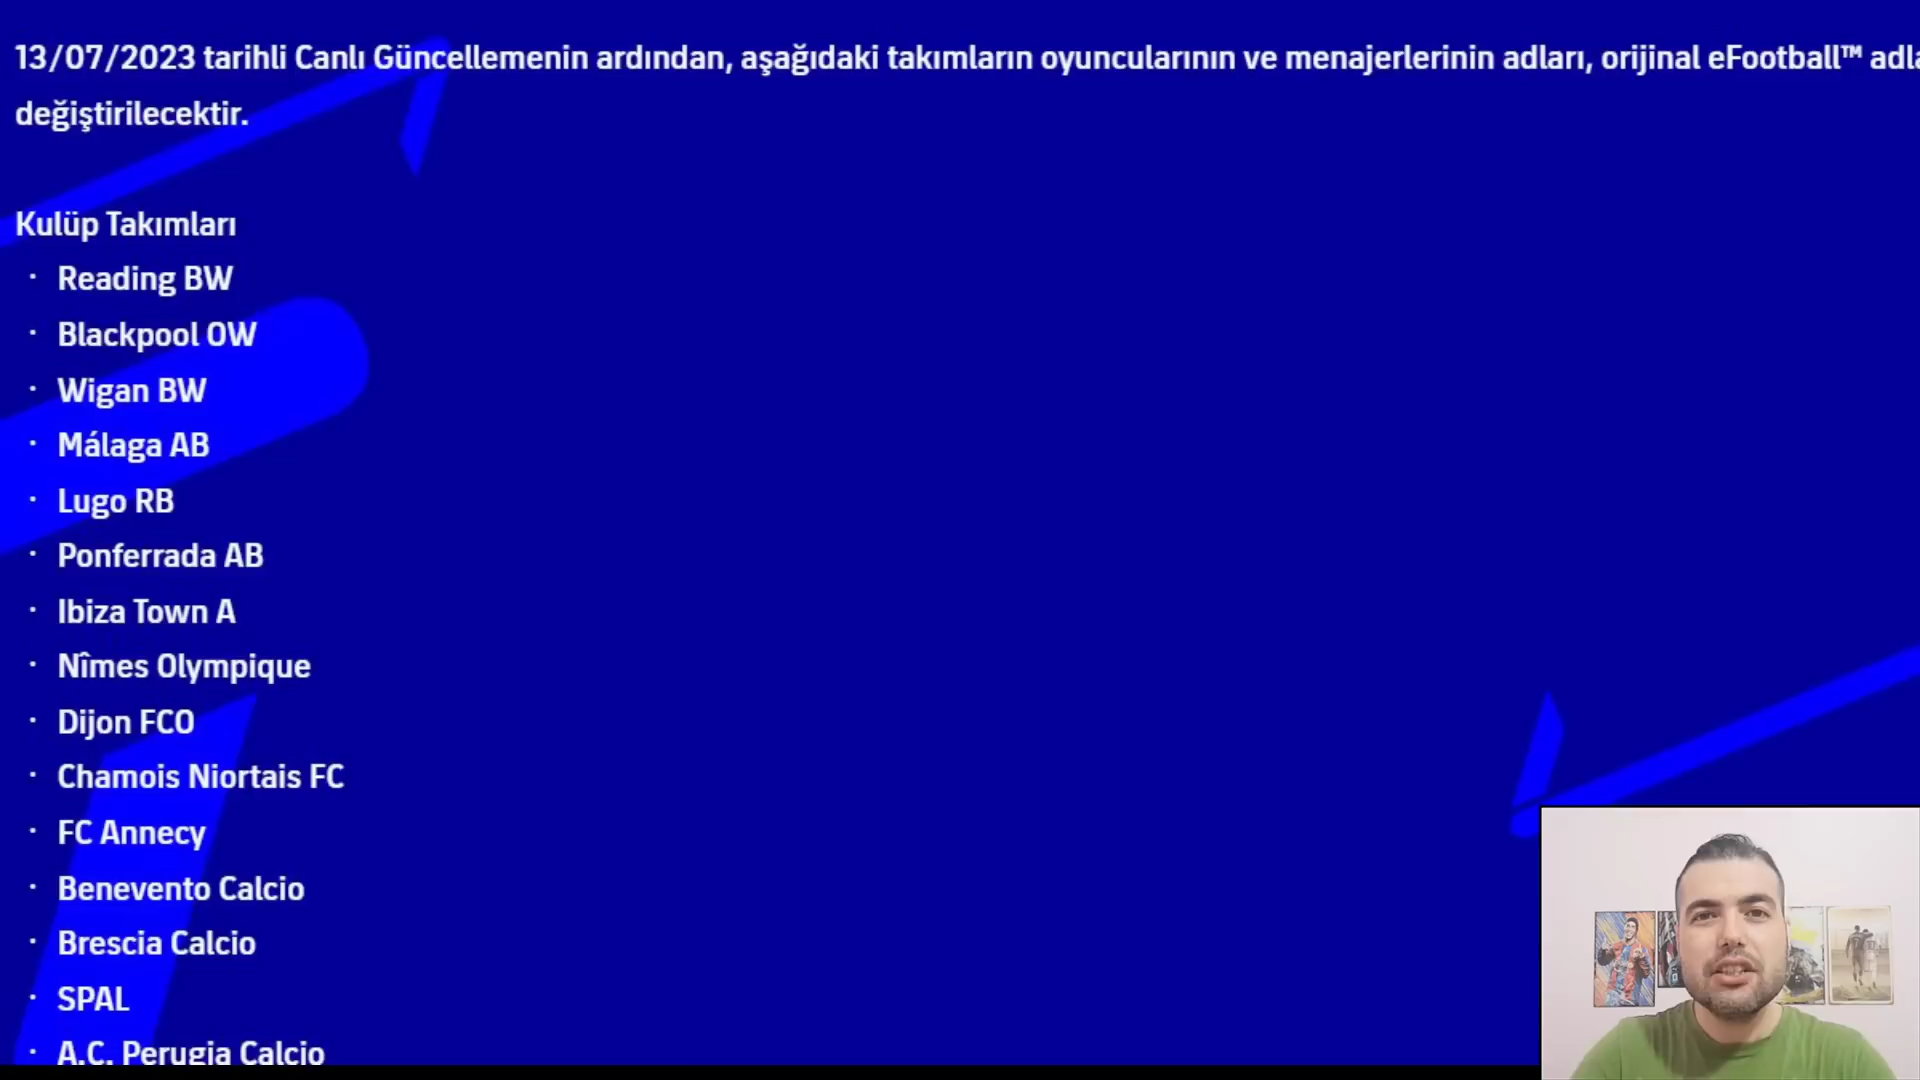 13/07/2023 tarihli Canlı Güncellemenin ardından, aşağıdaki takımların oyuncularının ve menajerlerinin adları, orijinal eFootball™
değiştirilecektir.
Kulüp Takımları
· Reading BW
· Blackpool OW
· Wigan BW
· Málaga AB
· Lugo RB
· Ponferrada AB
· Ibiza Town A
· Nîmes Olympique
· Dijon FCO
· Chamois Niortais FC
· FC Annecy
· Benevento Calcio
· Brescia Calcio
· SPAL
· A.C. Perugia Calcio